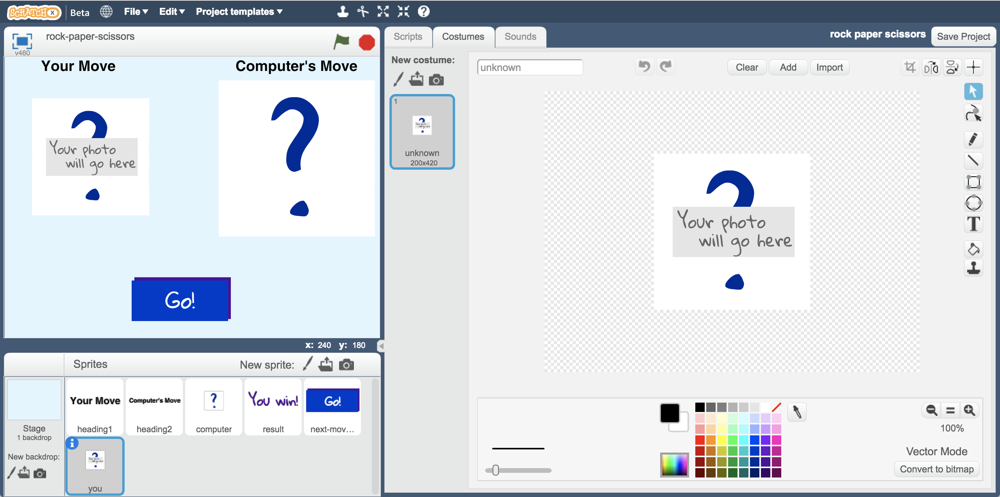 SCRATCHX
Beta
File
Edit
Project templates
v460
rock-paper-scissors
Your Move
Computer's Move
Your photo
will go here
Go!
x: 240 y: 180
Sprites
New sprite:
Stage
1 backdrop
New backdrop:
Your Move
heading1
Computer's Move
heading2
computer
You win!
result
Go!
next-mov...
you
Scripts
Costumes
Sounds
rock paper scissors
Save Project
New costume:
1
unknown
200x420
unknown
Clear
Add
Import
Your photo
will go here
T
100%
Vector Mode
Convert to bitmap